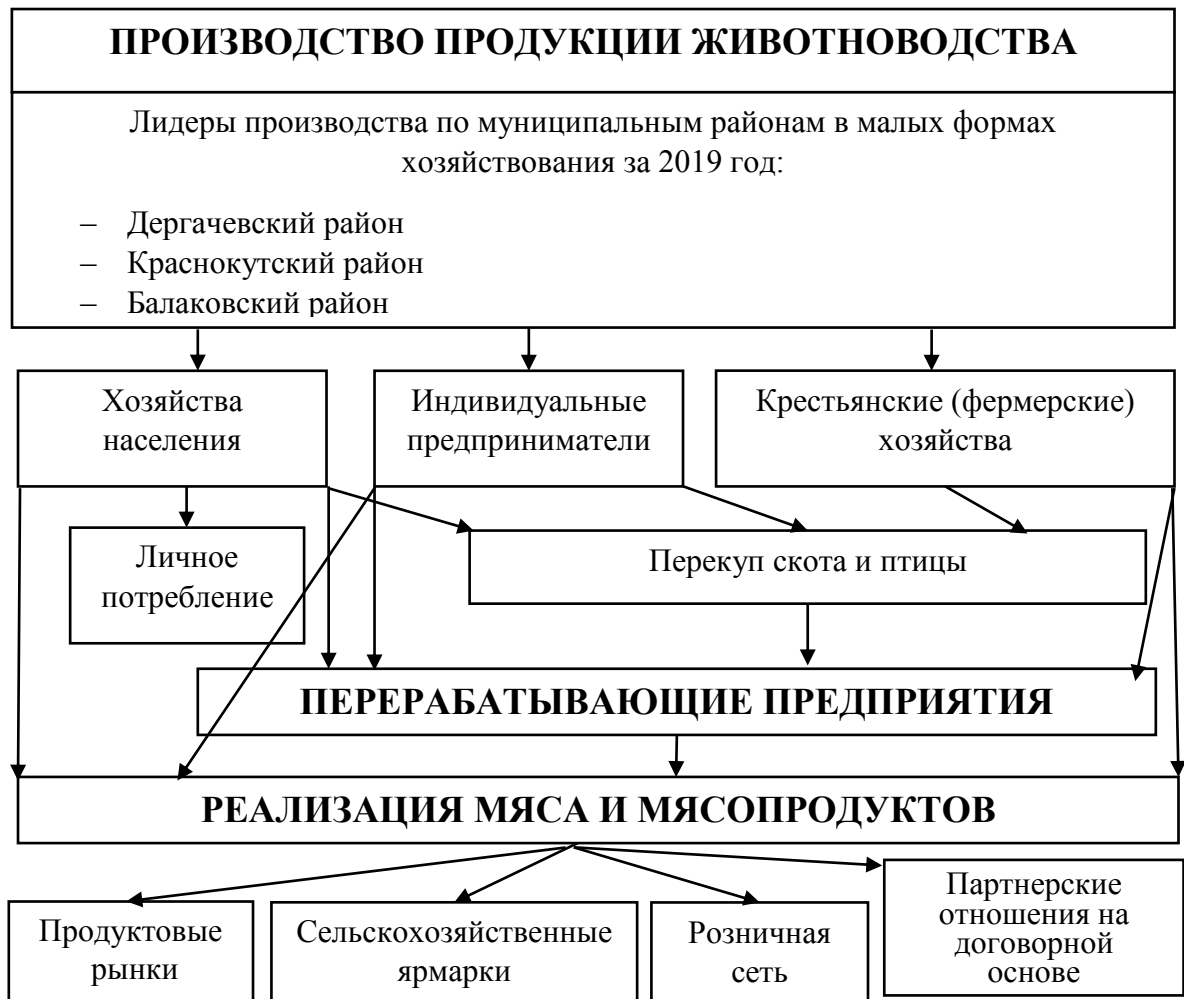 ПРОИЗВОДСТВО ПРОДУКЦИИ ЖИВОТНОВОДСТВА
Лидеры производства по муниципальным районам в малых формах
хозяйствования за 2019 год:
– Дергачевский район
– Краснокутский район
– Балаковский район
Хозяйства
населения
Индивидуальные
предприниматели
Крестьянские (фермерские)
хозяйства
Личное
потребление
Перекуп скота и птицы
ПЕРЕРАБАТЫВАЮЩИЕ ПРЕДПРИЯТИЯ
РЕАЛИЗАЦИЯ МЯСА И МЯСОПРОДУКТОВ
Продуктовые
рынки
Сельскохозяйственные
ярмарки
Розничная
сеть
Партнерские
отношения на
договорной
основе